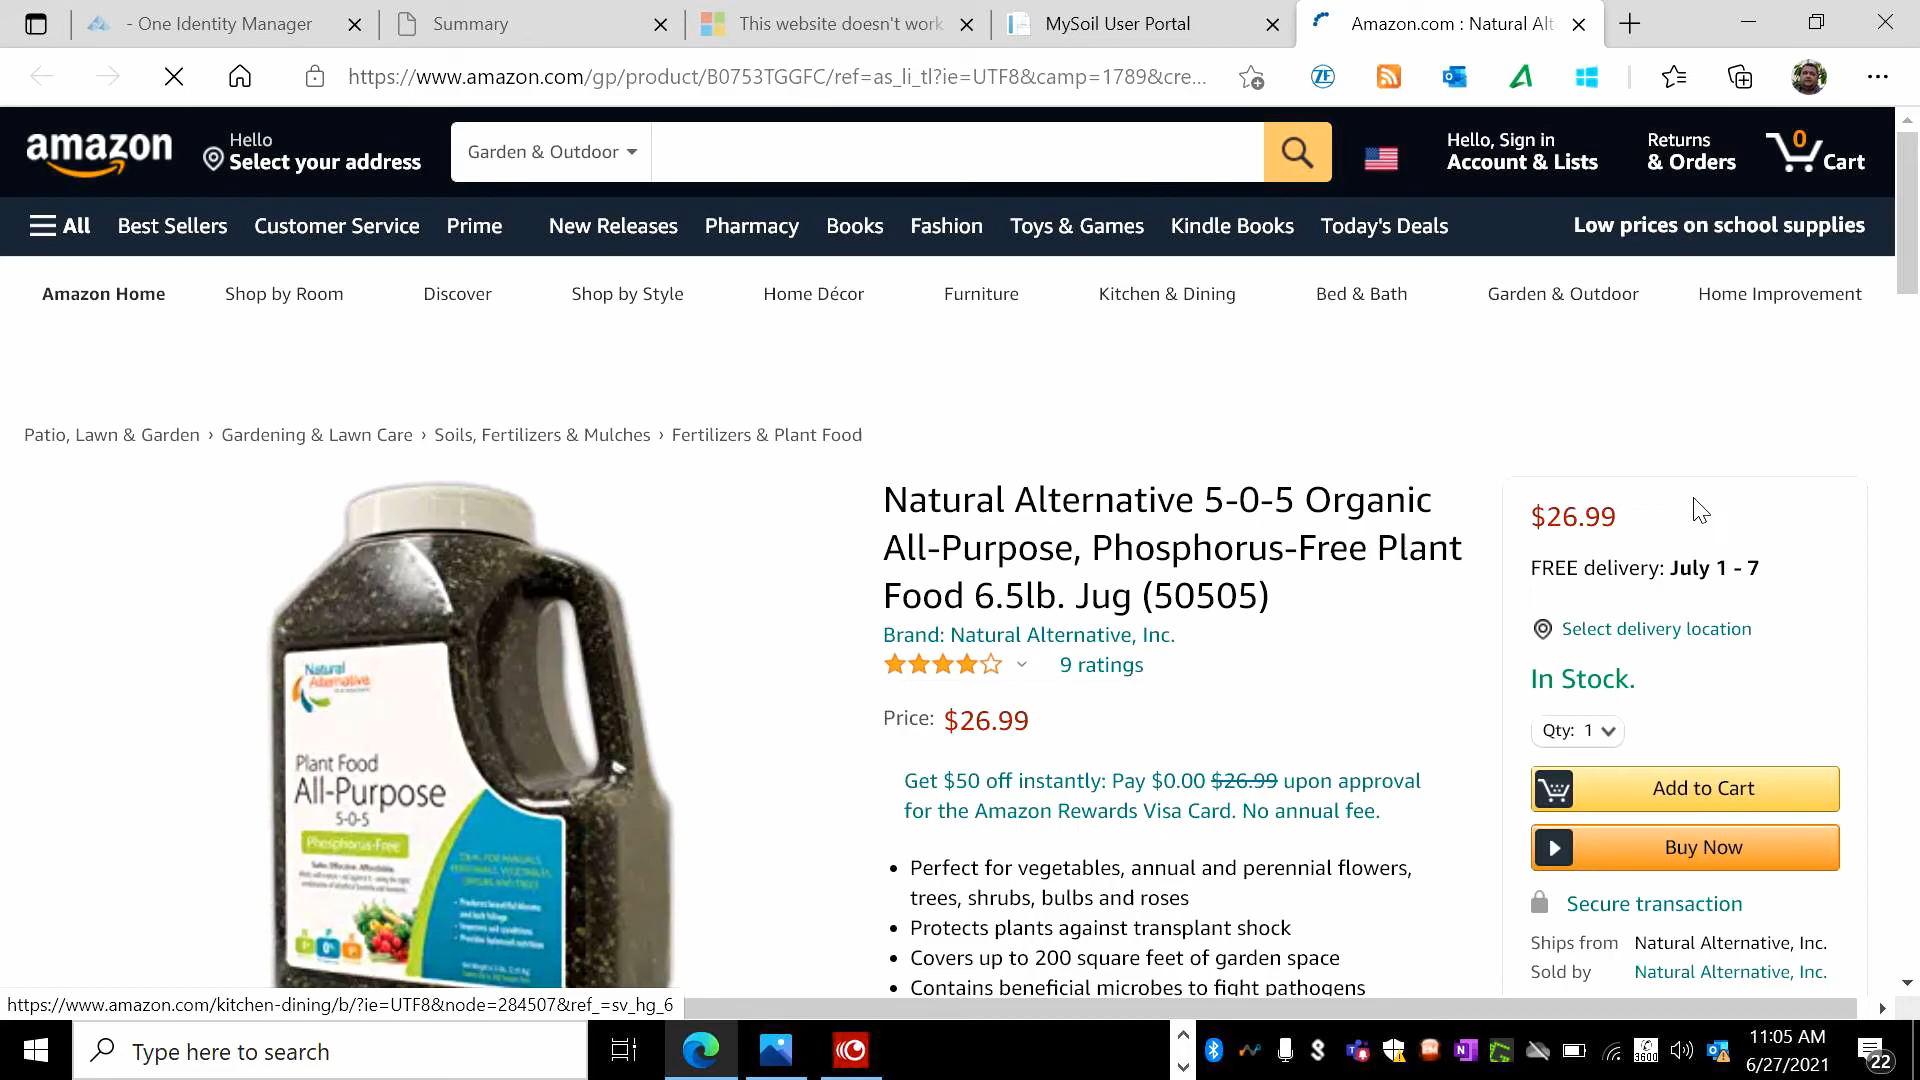 - One Identity Manager
Summary
This website doesn't work
MySoil User Portal
Amazon.com : Natural Alt
https://www.amazon.com/gp/product/B0753TGGFC/ref=as_li_tl?ie=UTF8&camp=1789&cre...
amazon
Hello
Select your address
Garden & Outdoor
Hello, Sign in
Account & Lists
Returns
& Orders
0
Cart
All
Best Sellers
Customer Service
Prime
New Releases
Pharmacy
Books
Fashion
Toys & Games
Kindle Books
Today's Deals
Low prices on school supplies
Amazon Home
Shop by Room
Discover
Shop by Style
Home Décor
Furniture
Kitchen & Dining
Bed & Bath
Garden & Outdoor
Home Improvement
Patio, Lawn & Garden › Gardening & Lawn Care › Soils, Fertilizers & Mulches › Fertilizers & Plant Food
Natural
Alternative
Plant Food
All-Purpose
5-0-5
Phosphorus-Free
Safe. Effective. Affordable.
Natural Alternative 5-0-5 Organic
All-Purpose, Phosphorus-Free Plant
Food 6.5lb. Jug (50505)
Brand: Natural Alternative, Inc.
9 ratings
Price: $26.99
Get $50 off instantly: Pay $0.00 $26.99 upon approval
for the Amazon Rewards Visa Card. No annual fee.
• Perfect for vegetables, annual and perennial flowers,
trees, shrubs, bulbs and roses
• Protects plants against transplant shock
• Covers up to 200 square feet of garden space
• Contains beneficial microbes to fight pathogens
$26.99
FREE delivery: July 1 - 7
Select delivery location
In Stock.
Qty: 1
Add to Cart
Buy Now
Secure transaction
Ships from Natural Alternative, Inc.
Sold by Natural Alternative, Inc.
https://www.amazon.com/kitchen-dining/b/?ie=UTF8&node=284507&ref_=sv_hg_6
Type here to search
3600
11:05 AM
6/27/2021
22